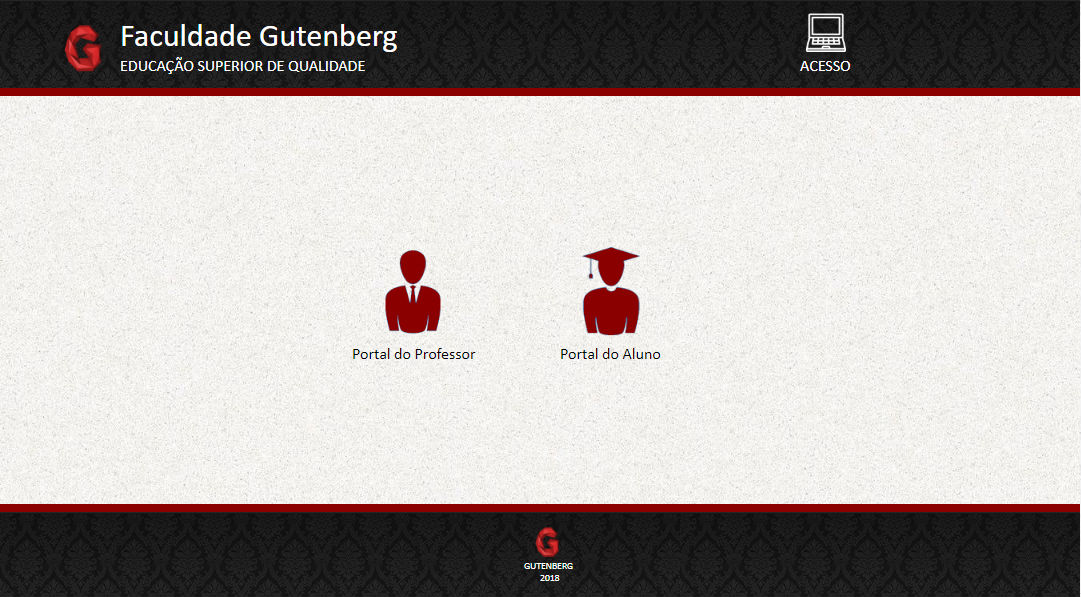 Faculdade Gutenberg
EDUCAÇÃO SUPERIOR DE QUALIDADE
ACESSO
Portal do Professor
Portal do Aluno
GUTENBERG
2018